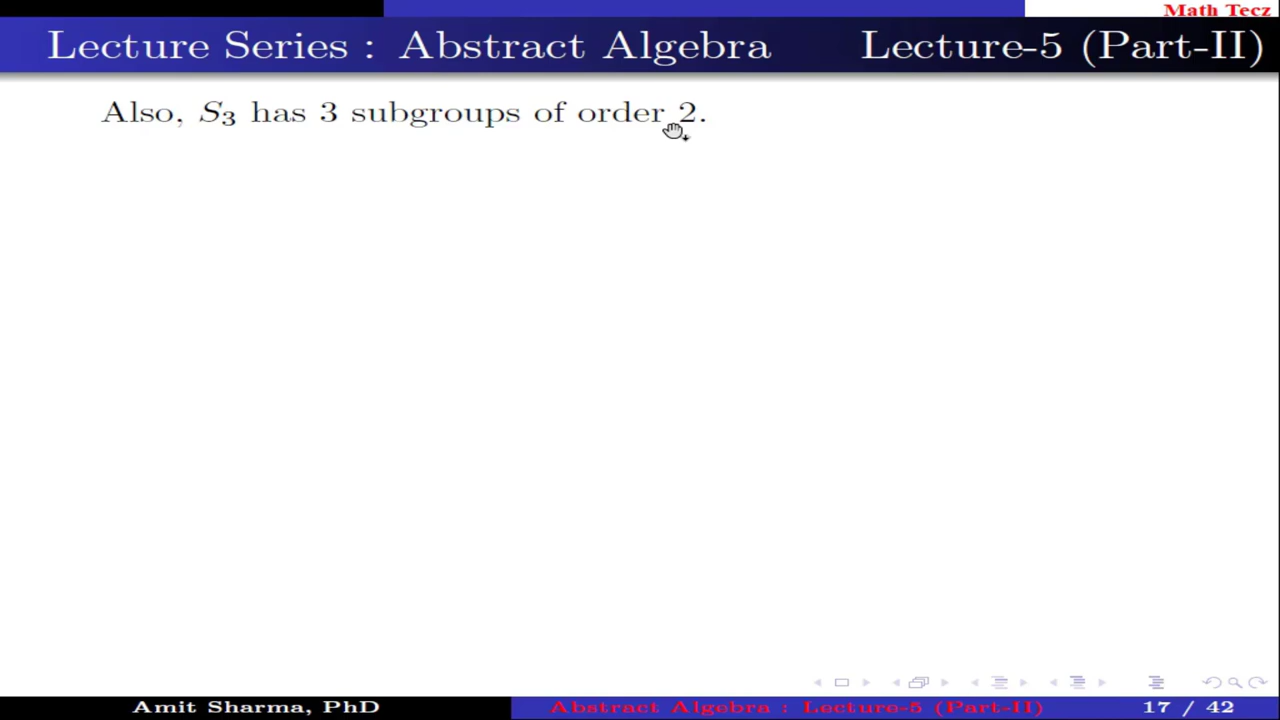 Math Tecz
Lecture Series : Abstract Algebra Lecture-5 (Part-II)
Also, S₃ has 3 subgroups of order 2.
Amit Sharma, PhD Abstract Algebra : Lecture-5 (Part-II) 17 / 42